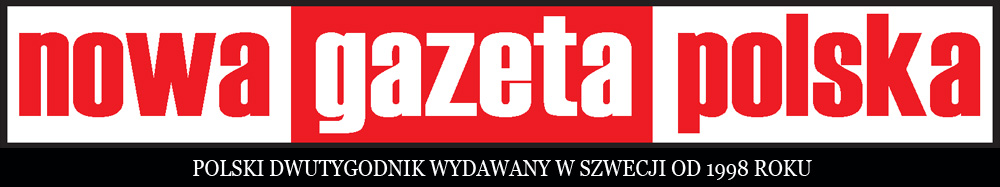 nowa gazeta polska
POLSKI DWUTYGODNIK WYDAWANY W SZWECJI OD 1998 ROKU